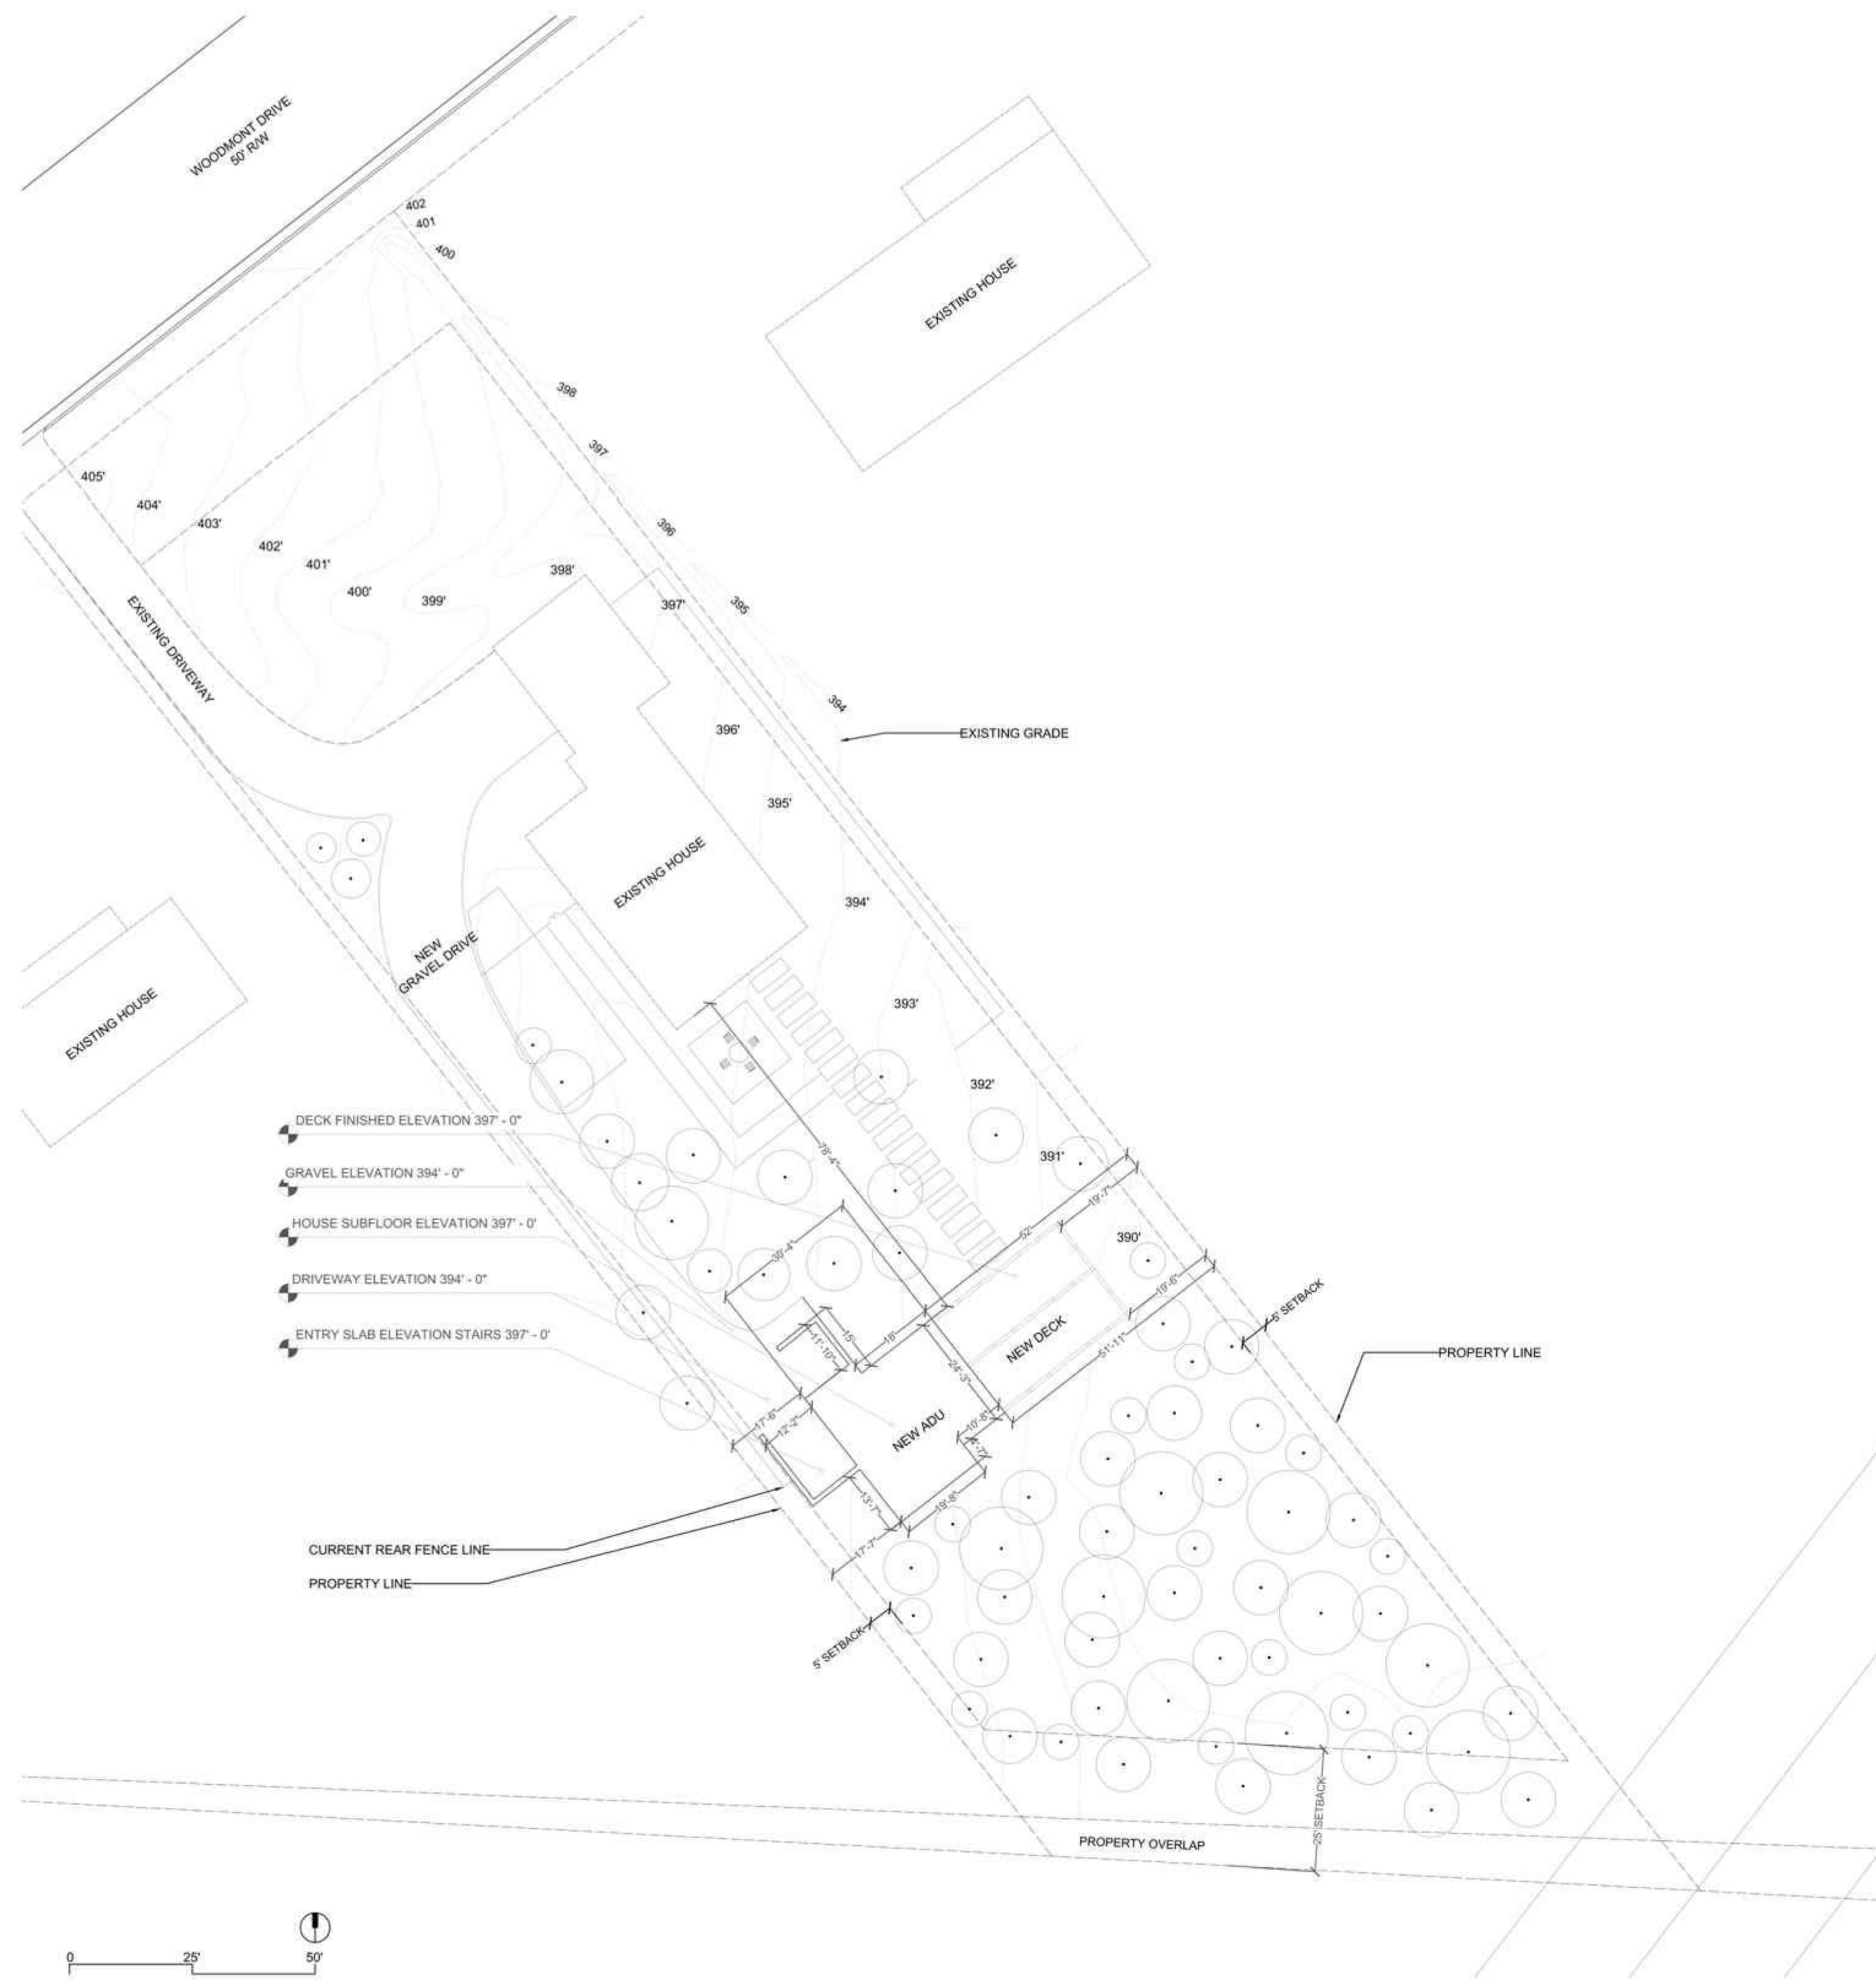 WOODMONT DRIVE
50' R/W
402
401
400
EXISTING HOUSE
398
397
405'
404'
403'
402'
401'
400'
399'
398'
397'
396
395
394
EXISTING DRIVEWAY
EXISTING GRADE
396'
395'
EXISTING HOUSE
394'
NEW
GRAVEL DRIVE
393'
EXISTING HOUSE
392'
391'
390'
DECK FINISHED ELEVATION 397' - 0"
GRAVEL ELEVATION 394' - 0"
HOUSE SUBFLOOR ELEVATION 397' - 0'
DRIVEWAY ELEVATION 394' - 0"
ENTRY SLAB ELEVATION STAIRS 397' - 0'
78'-4"
19'-7"
52'
30'-4"
19'-6"
5' SETBACK
15'
11'-10"
18'
NEW DECK
51'-11"
24'-3"
PROPERTY LINE
17'-6"
12'-2"
NEW ADU
10'-8"
13'-7"
19'-8"
17'-7"
CURRENT REAR FENCE LINE
PROPERTY LINE
5' SETBACK
25' SETBACK
PROPERTY OVERLAP
0 25' 50'